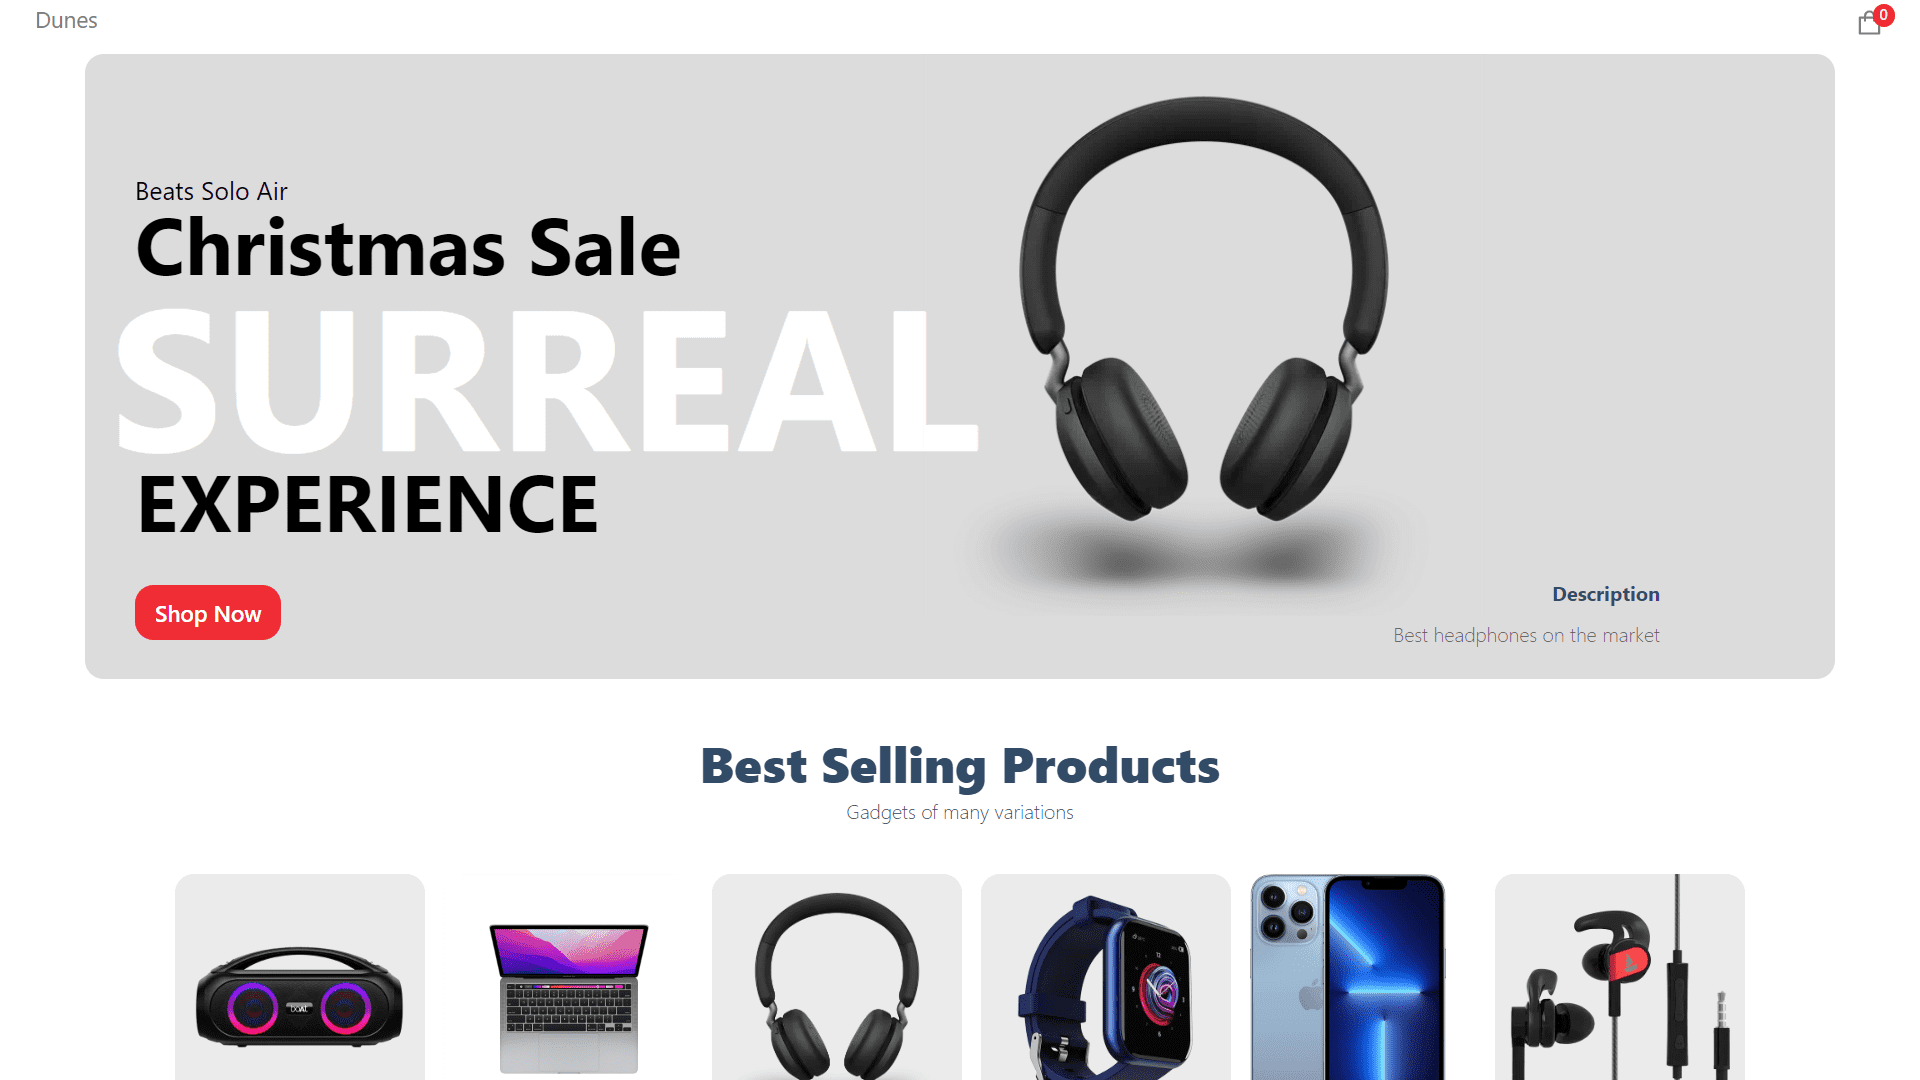 Dunes
0
Beats Solo Air
Christmas Sale
SURREAL
EXPERIENCE
Shop Now
Description
Best headphones on the market
Best Selling Products
Gadgets of many variations
boAt